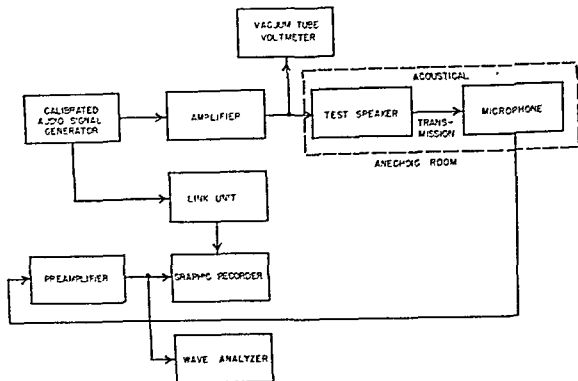 VACUUM TUBE
VOLTMETER
ACOUSTICAL
CALIBRATED
AUDIO SIGNAL
GENERATOR
AMPLIFIER
TEST SPEAKER
TRANS-
MISSION
MICROPHONE
ANECHOIC ROOM
LINK UNIT
PREAMPLIFIER
GRAPHIC RECORDER
WAVE ANALYZER